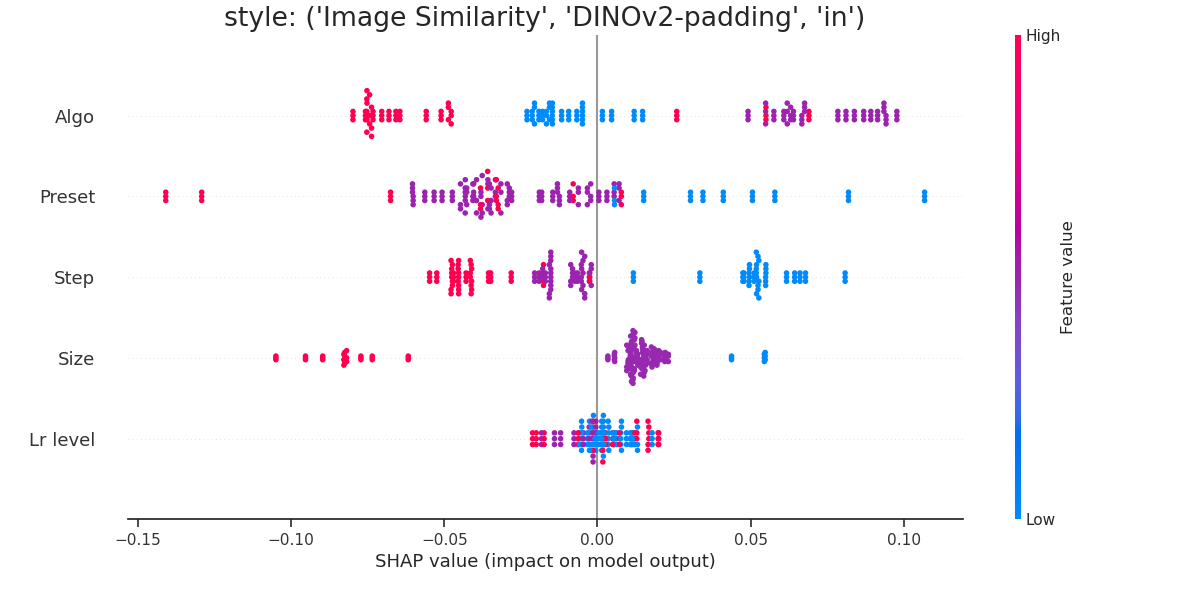 style: ('Image Similarity', 'DINOv2-padding', 'in')
High
Algo
Preset
Step
Size
Lr level
Feature value
Low
−0.15
−0.10
−0.05
0.00
0.05
0.10
SHAP value (impact on model output)